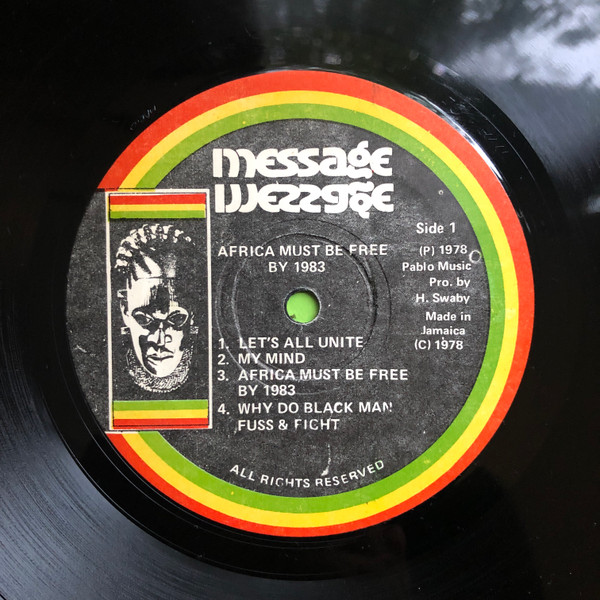 message
message
AFRICA MUST BE FREE
BY 1983
Side 1
(P) 1978
Pablo Music
Pro. by
H. Swaby
Made in
Jamaica
(C) 1978
1. LET'S ALL UNITE
2. MY MIND
3. AFRICA MUST BE FREE
BY 1983
4. WHY DO BLACK MAN
FUSS & FIGHT
ALL RIGHTS RESERVED